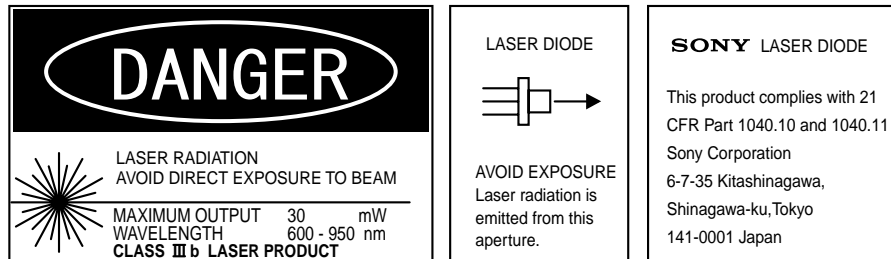 DANGER
LASER RADIATION
AVOID DIRECT EXPOSURE TO BEAM
MAXIMUM OUTPUT 30 mW
WAVELENGTH 600 - 950 nm
CLASS Ⅲ b LASER PRODUCT
LASER DIODE
AVOID EXPOSURE
Laser radiation is
emitted from this
aperture.
SONY LASER DIODE
This product complies with 21
CFR Part 1040.10 and 1040.11
Sony Corporation
6-7-35 Kitashinagawa,
Shinagawa-ku,Tokyo
141-0001 Japan